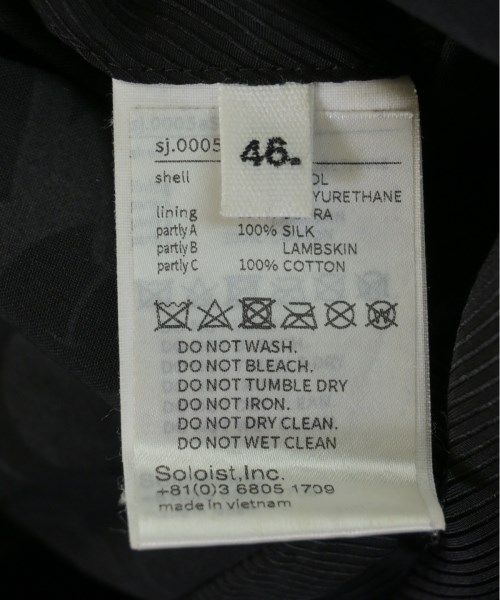 46.
sj.0005
shell
YURETHANE
lining
partly A 100% SILK
partly B LAMBSKIN
partly C 100% COTTON
DO NOT WASH.
DO NOT BLEACH.
DO NOT TUMBLE DRY
DO NOT IRON.
DO NOT DRY CLEAN.
DO NOT WET CLEAN
Soloist,Inc.
+81(0)3 6805 1709
made in vietnam